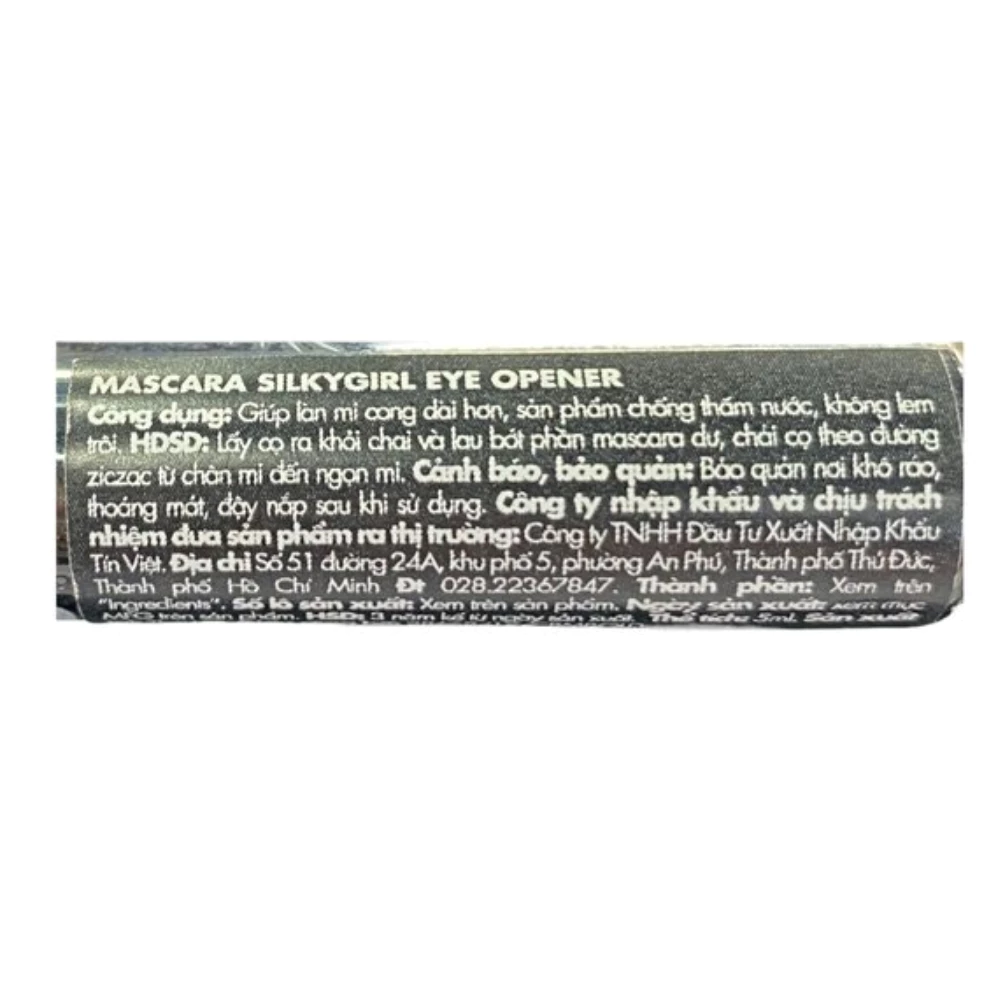 MASCARA SILKYGIRL EYE OPENER
Công dụng: Giúp làn mi cong dài hơn, sản phẩm chống thấm nước, không lem
trôi. HDSD: Lấy cọ ra khỏi chai và lau bớt phần mascara dư, chải cọ theo đường
ziczac từ chân mi đến ngọn mi. Cảnh báo, bảo quản: Bảo quản nơi khô ráo,
thoáng mát, đậy nắp sau khi sử dụng. Công ty nhập khẩu và chịu trách
nhiệm đưa sản phẩm ra thị trường: Công ty TNHH Đầu Tư Xuất Nhập Khẩu
Tín Việt. Địa chỉ Số 51 đường 24A, khu phố 5, phường An Phú, Thành phố Thủ Đức,
Thành phố Hồ Chí Minh Đt 028.22367847. Thành phần: Xem trên
"Ingredients". Số lô sản xuất: Xem trên sản phẩm. Ngày sản xuất: xem mục
MFG trên sản phẩm. HSD: 3 năm kể từ ngày sản xuất. Thể tích: 5ml. Sản xuất